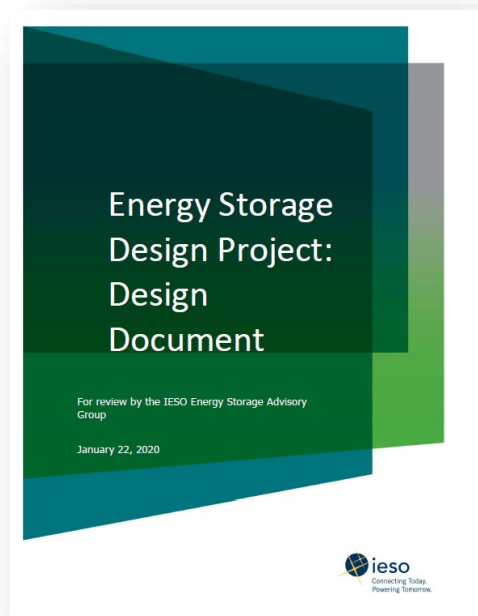 Energy Storage
Design Project:
Design
Document
For review by the IESO Energy Storage Advisory
Group
January 22, 2020
ieso
Connecting Today.
Powering Tomorrow.